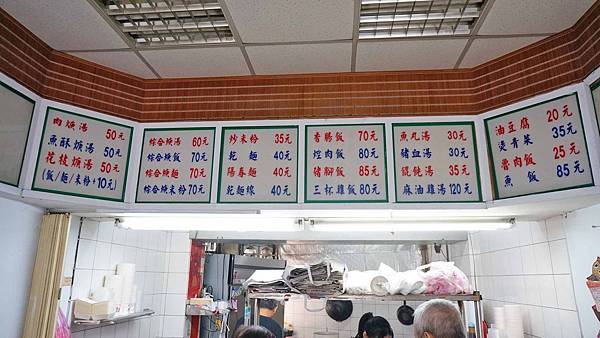 肉焿湯 50元
魚酥焿湯 50元
花枝焿湯 50元
(飯/麵/米粉+10元)
綜合焿湯 60元
綜合焿飯 70元
綜合焿麵 70元
綜合焿米粉 70元
炒米粉 35元
乾麵 40元
陽春麵 40元
乾麵線 40元
香腸飯 70元
焢肉飯 80元
豬腳飯 85元
三杯雞飯 80元
魚丸湯 30元
豬血湯 30元
餛飩湯 35元
麻油雞湯 120元
油豆腐 20元
燙青菜 35元
魯肉飯 25元
魚飯 85元